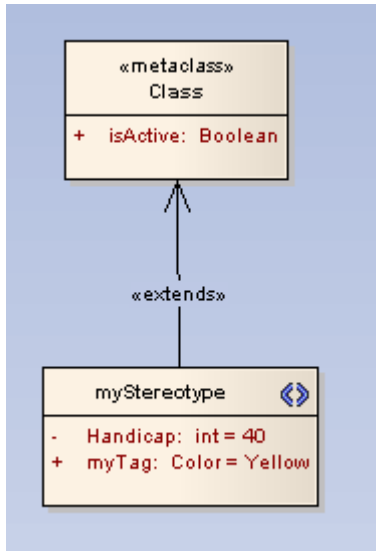 «metaclass»
Class
+ isActive: Boolean
«extends»
myStereotype
- Handicap: int = 40
+ myTag: Color = Yellow